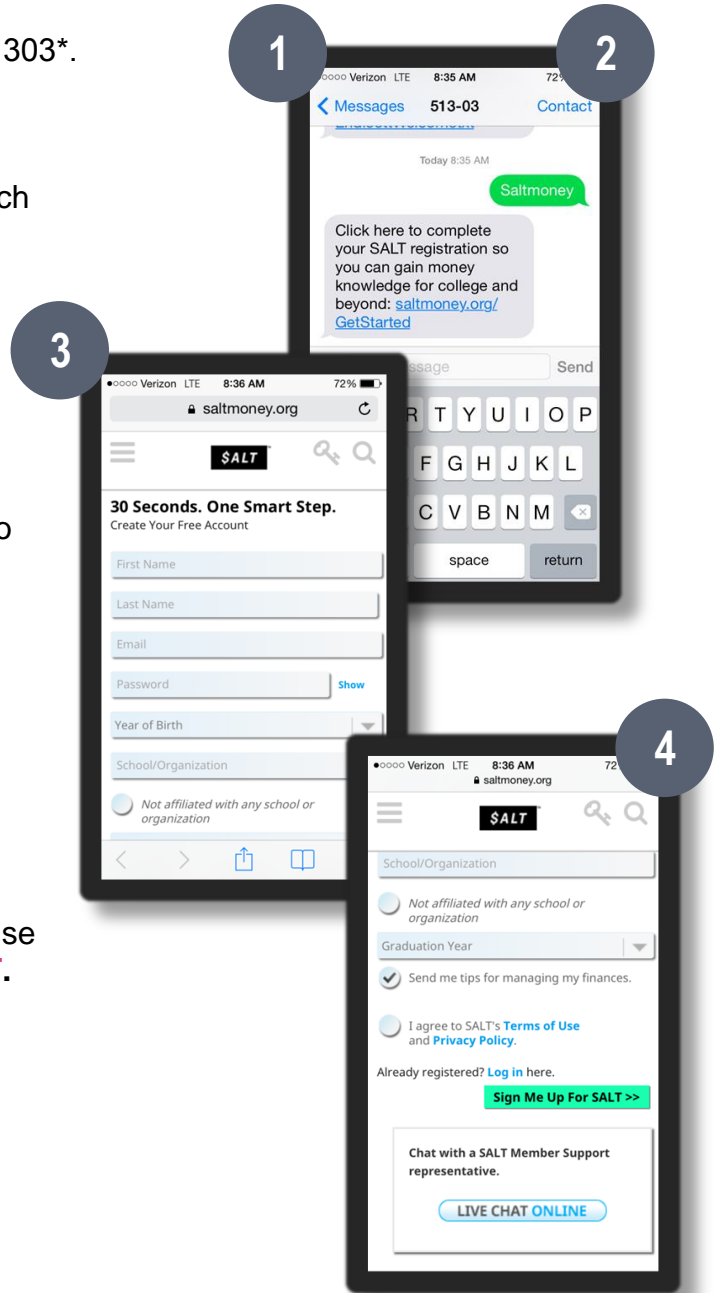 303*.
ch
o
se
.
1
2
Verizon LTE 8:35 AM 72
Messages 513-03 Contact
Today 8:35 AM
Saltmoney
Click here to complete
your SALT registration so
you can gain money
knowledge for college and
beyond: saltmoney.org/
GetStarted
ssage Send
R T Y U I O P
F G H J K L
C V B N M
space return
3
Verizon LTE 8:36 AM 72%
saltmoney.org
$ALT™
30 Seconds. One Smart Step.
Create Your Free Account
First Name
Last Name
Email
Password Show
Year of Birth
School/Organization
Not affiliated with any school or
organization
4
Verizon LTE 8:36 AM 72
saltmoney.org
$ALT™
School/Organization
Not affiliated with any school or
organization
Graduation Year
Send me tips for managing my finances.
I agree to SALT's Terms of Use
and Privacy Policy.
Already registered? Log in here.
Sign Me Up For SALT >>
Chat with a SALT Member Support
representative.
LIVE CHAT ONLINE